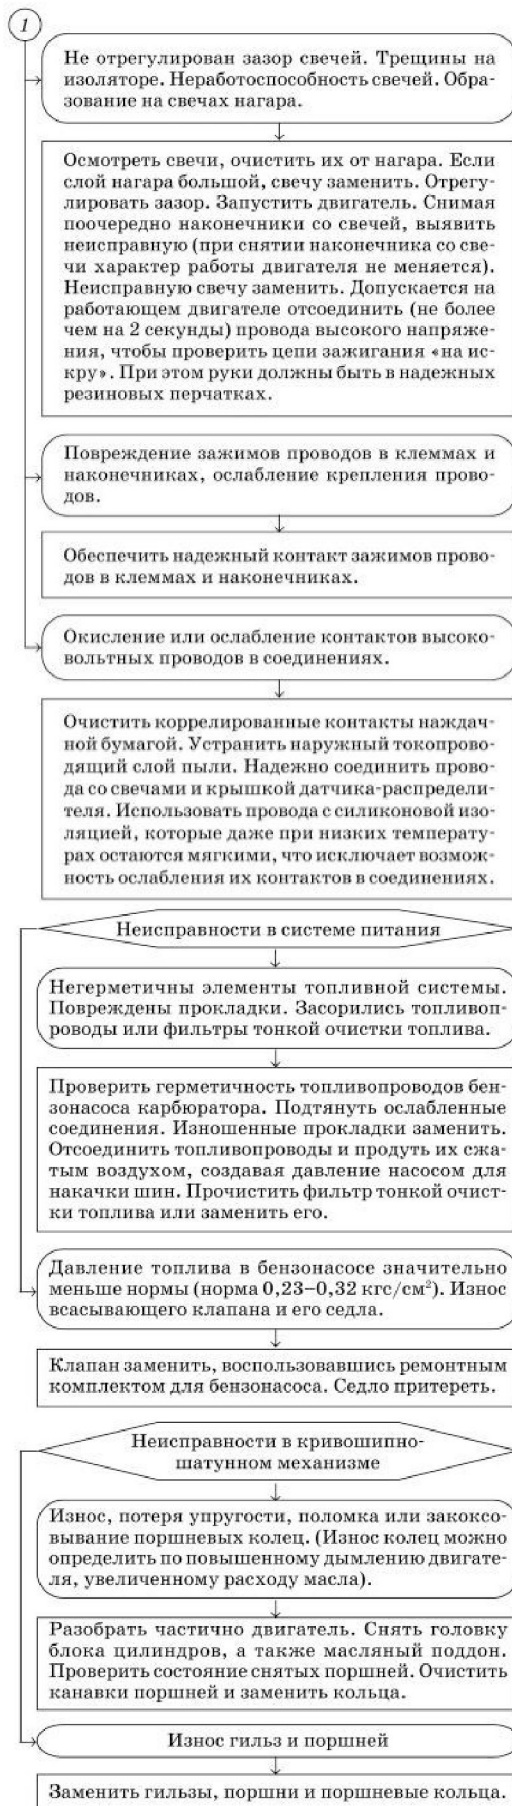 1
Не отрегулирован зазор свечей. Трещины на
изоляторе. Неработоспособность свечей. Обра-
зование на свечах нагара.
Осмотреть свечи, очистить их от нагара. Если
слой нагара большой, свечу заменить. Отрегу-
лировать зазор. Запустить двигатель. Снимая
поочередно наконечники со свечей, выявить
неисправную (при снятии наконечника со све-
чи характер работы двигателя не меняется).
Неисправную свечу заменить. Допускается на
работающем двигателе отсоединить (не более
чем на 2 секунды) провода высокого напряже-
ния, чтобы проверить цепи зажигания «на ис-
кру». При этом руки должны быть в надежных
резиновых перчатках.
Повреждение зажимов проводов в клеммах и
наконечниках, ослабление крепления прово-
дов.
Обеспечить надежный контакт зажимов прово-
дов в клеммах и наконечниках.
Окисление или ослабление контактов высоко-
вольтных проводов в соединениях.
Очистить коррелированные контакты наждач-
ной бумагой. Устранить наружный токопрово-
дящий слой пыли. Надежно соединить прово-
да со свечами и крышкой датчика-распредели-
теля. Использовать провода с силиконовой изо-
ляцией, которые даже при низких температу-
рах остаются мягкими, что исключает возмож-
ность ослабления их контактов в соединениях.
Неисправности в системе питания
Негерметичны элементы топливной системы.
Повреждены прокладки. Засорились топливо-
проводы или фильтры тонкой очистки топлива.
Проверить герметичность топливопроводов бен-
зонасоса карбюратора. Подтянуть ослабленные
соединения. Изношенные прокладки заменить.
Отсоединить топливопроводы и продуть их сжа-
тым воздухом, создавая давление насосом для
накачки шин. Прочистить фильтр тонкой очист-
ки топлива или заменить его.
Давление топлива в бензонасосе значительно
меньше нормы (норма 0,23–0,32 кгс/см²). Износ
всасывающего клапана и его седла.
Клапан заменить, воспользовавшись ремонтным
комплектом для бензонасоса. Седло притереть.
Неисправности в кривошипно-
шатунном механизме
Износ, потеря упругости, поломка или закоксо-
вывание поршневых колец. (Износ колец можно
определить по повышенному дымлению двигате-
ля, увеличенному расходу масла).
Разобрать частично двигатель. Снять головку
блока цилиндров, а также масляный поддон.
Проверить состояние снятых поршней. Очистить
канавки поршней и заменить кольца.
Износ гильз и поршней
Заменить гильзы, поршни и поршневые кольца.